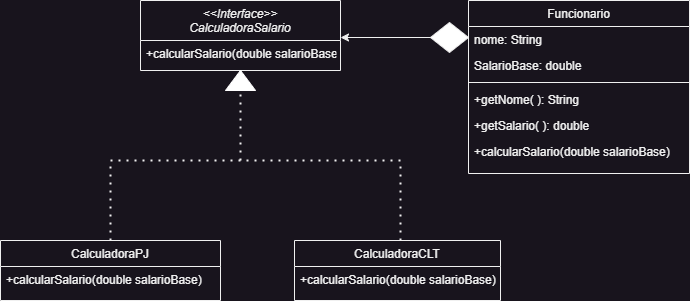 <<Interface>>
CalculadoraSalario
+calcularSalario(double salarioBase
Funcionario
nome: String
SalarioBase: double
+getNome( ): String
+getSalario( ): double
+calcularSalario(double salarioBase)
CalculadoraPJ
+calcularSalario(double salarioBase)
CalculadoraCLT
+calcularSalario(double salarioBase)